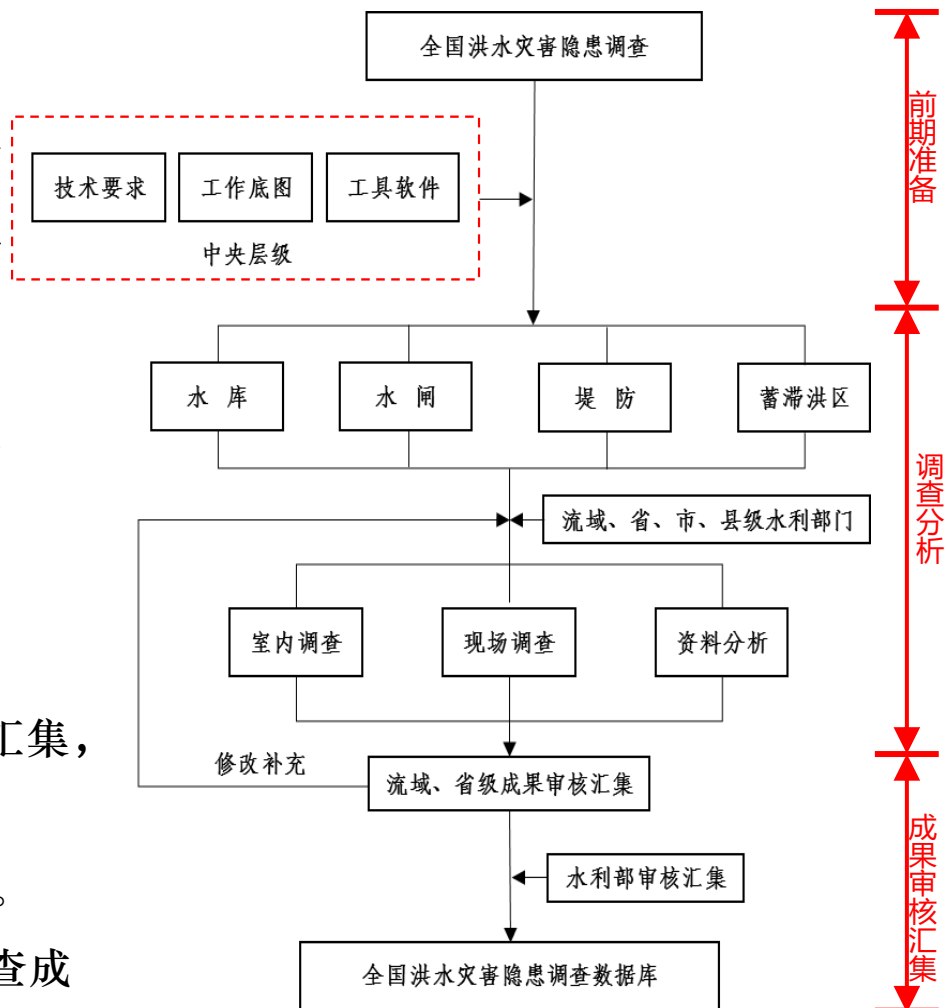 全国洪水灾害隐患调查
前期准备
技术要求 工作底图 工具软件
中央层级
水 库 水 闸 堤 防 蓄滞洪区
调查分析
流域、省、市、县级水利部门
室内调查 现场调查 资料分析
汇集，
修改补充
流域、省级成果审核汇集
成果审核汇集
水利部审核汇集
。
查成
全国洪水灾害隐患调查数据库